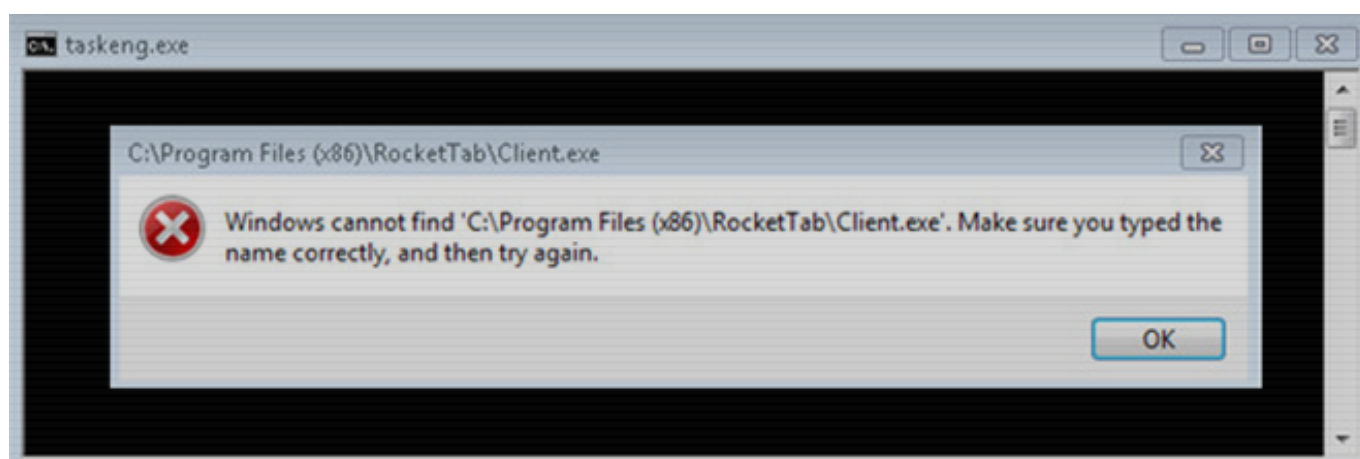 taskeng.exe
C:\Program Files (x86)\RocketTab\Client.exe
Windows cannot find 'C:\Program Files (x86)\RocketTab\Client.exe'. Make sure you typed the
name correctly, and then try again.
OK